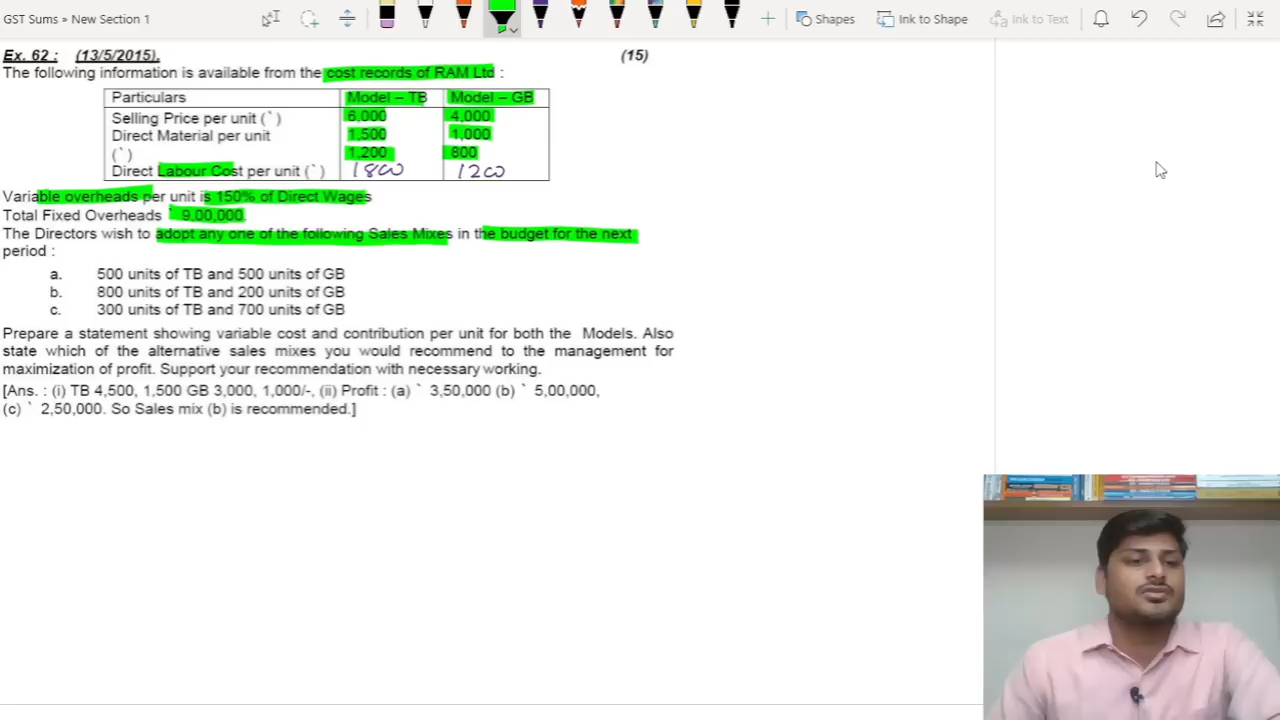 GST Sums » New Section 1
Shapes
Ink to Shape
Ink to Text
Ex. 62 : (13/5/2015). (15)
The following information is available from the cost records of RAM Ltd :
Particulars Model – TB Model – GB
Selling Price per unit (`) 6,000 4,000
Direct Material per unit 1,500 1,000
(`) 1,200 800
Direct Labour Cost per unit (`) 1800 1200
Variable overheads per unit is 150% of Direct Wages
Total Fixed Overheads ` 9,00,000
The Directors wish to adopt any one of the following Sales Mixes in the budget for the next
period :
a. 500 units of TB and 500 units of GB
b. 800 units of TB and 200 units of GB
c. 300 units of TB and 700 units of GB
Prepare a statement showing variable cost and contribution per unit for both the Models. Also
state which of the alternative sales mixes you would recommend to the management for
maximization of profit. Support your recommendation with necessary working.
[Ans. : (i) TB 4,500, 1,500 GB 3,000, 1,000/-, (ii) Profit : (a) ` 3,50,000 (b) ` 5,00,000,
(c) ` 2,50,000. So Sales mix (b) is recommended.]